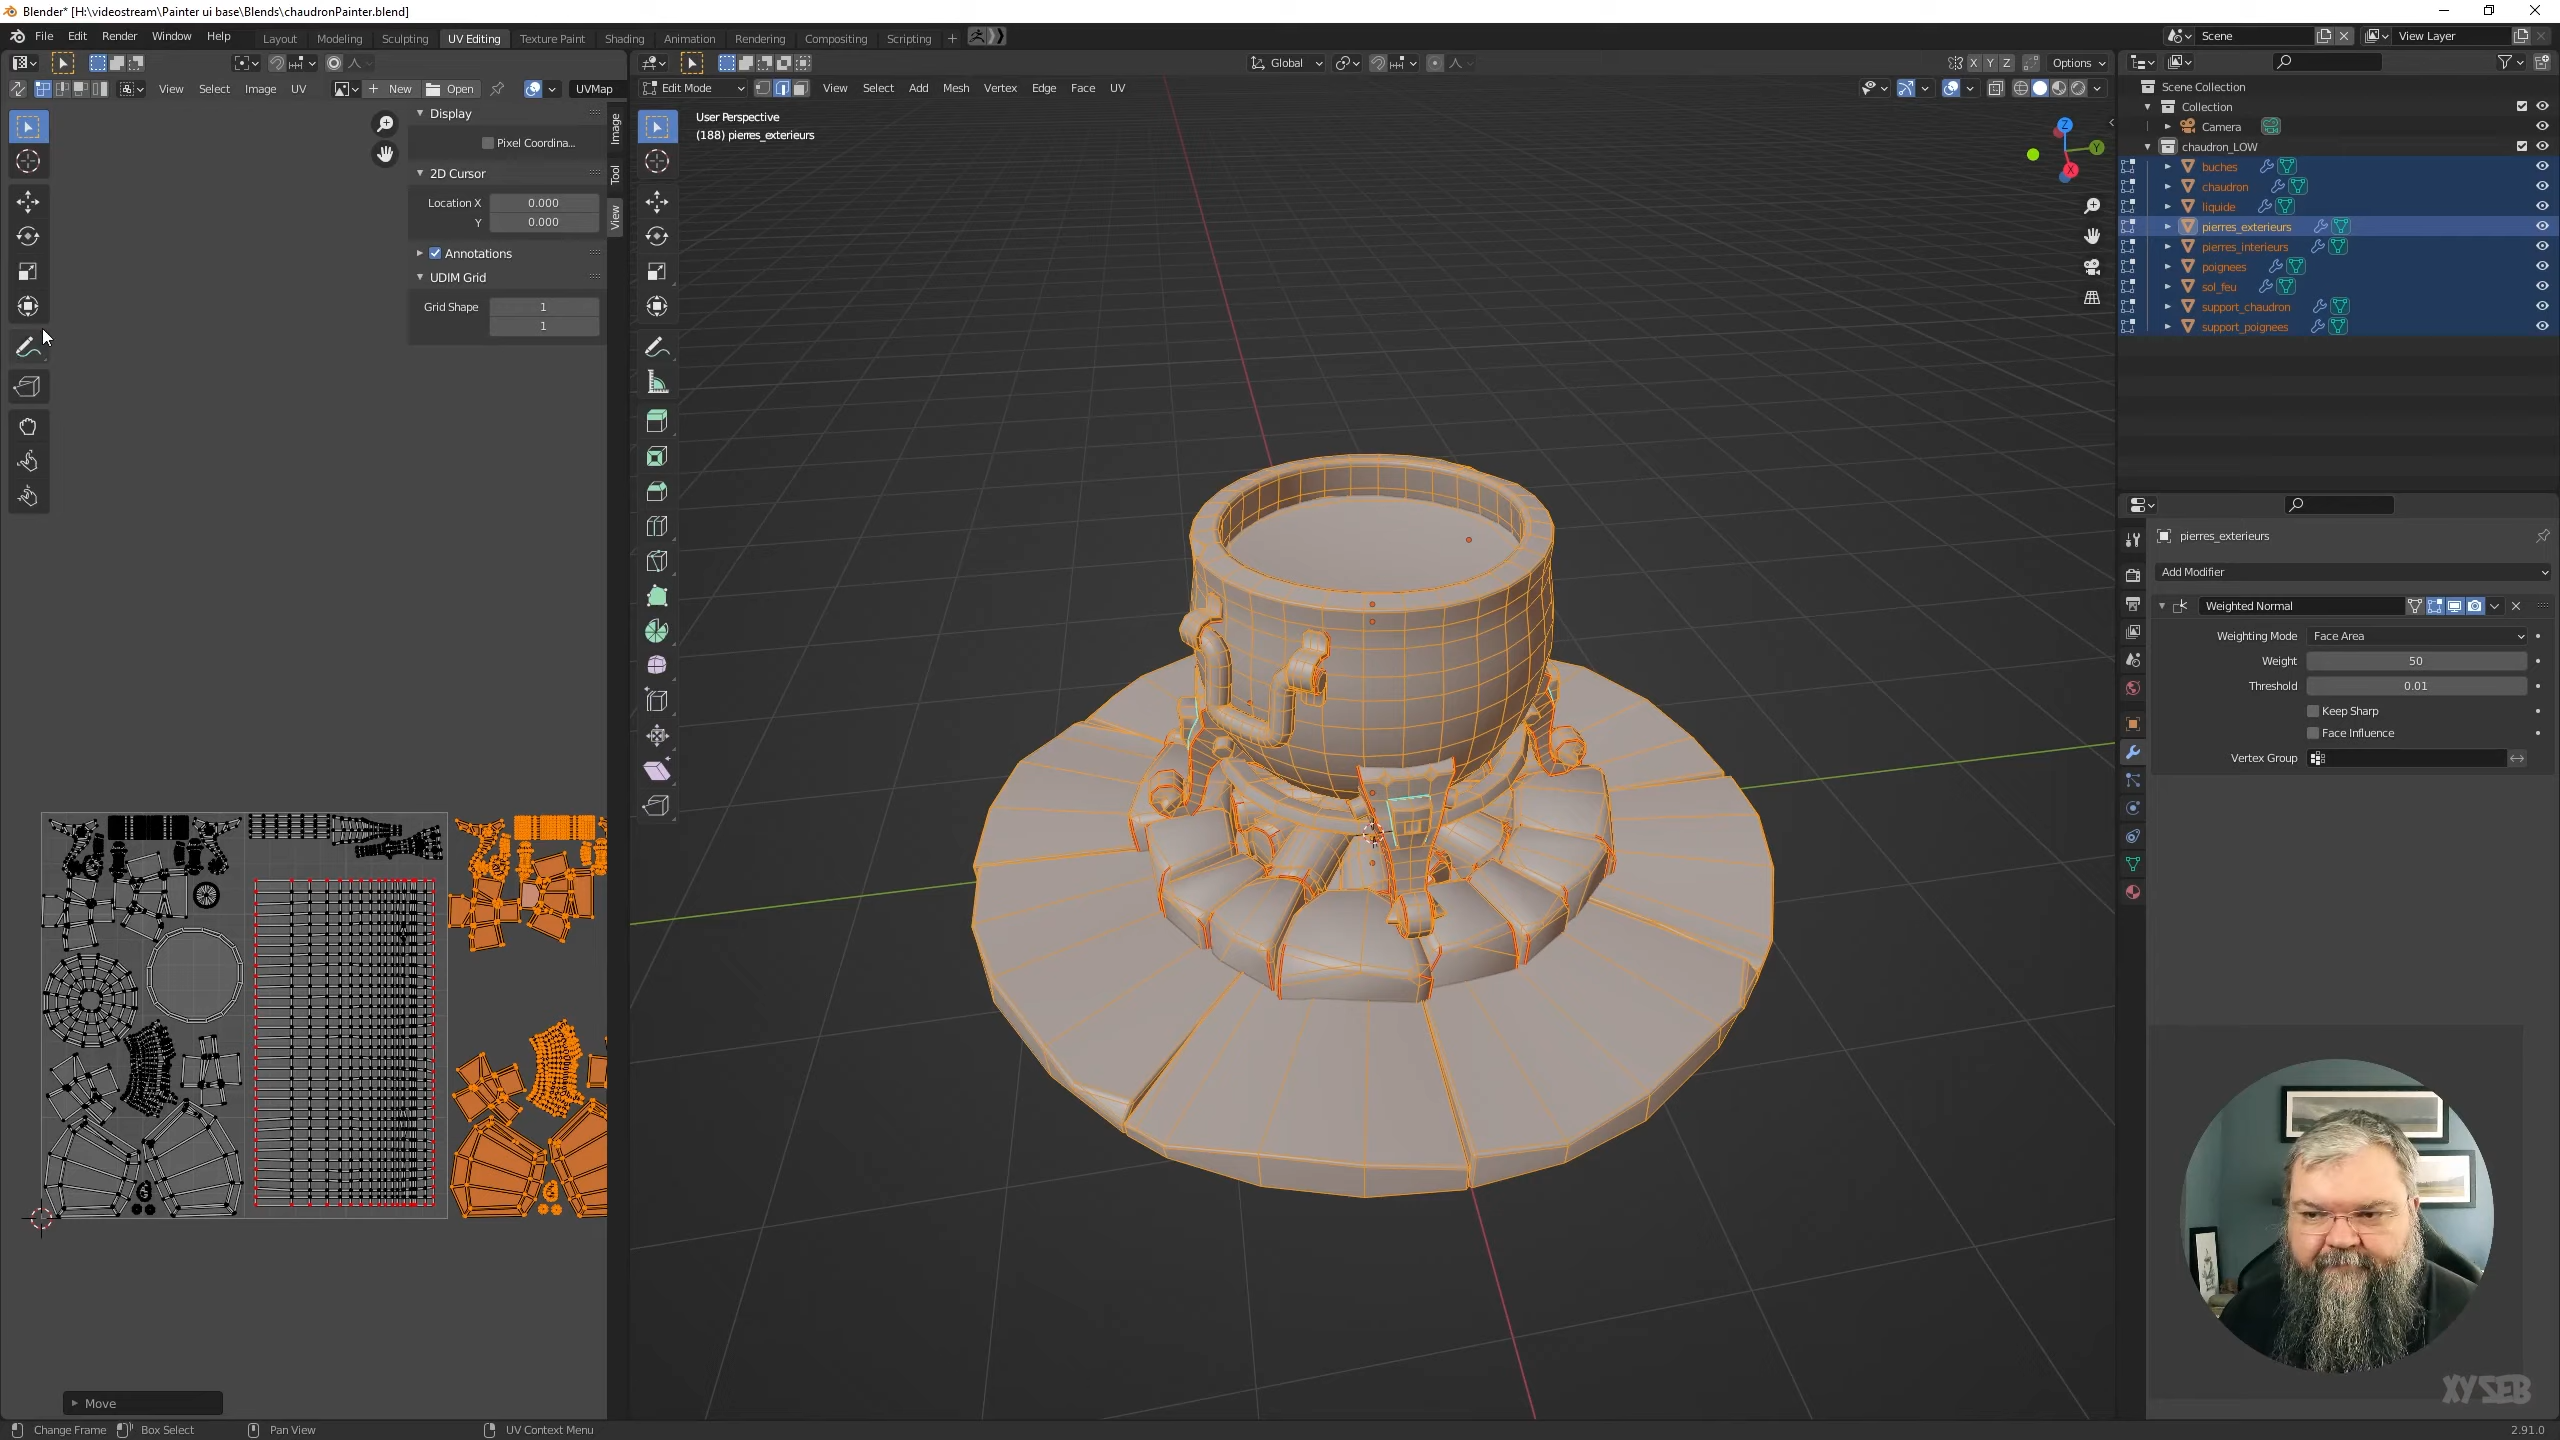 Blender* [H:\videostream\Painter ui base\Blends\chaudronPainter.blend]
File Edit Render Window Help Layout Modeling Sculpting UV Editing Texture Paint Shading Animation Rendering Compositing Scripting + Scene View Layer
Global X Y Z Options
View Select Image UV New Open UVMap Edit Mode View Select Add Mesh Vertex Edge Face UV
Scene Collection
Collection
Camera
chaudron_LOW
buches
chaudron
liquide
pierres_exterieurs
pierres_interieurs
poignees
sol_feu
support_chaudron
support_poignees
Display
Pixel Coordina...
2D Cursor
Location X 0.000
Y 0.000
Annotations
UDIM Grid
Grid Shape 1
1
Image
Tool
View
User Perspective
(188) pierres_exterieurs
Z
Y
X
pierres_exterieurs
Add Modifier
Weighted Normal
Weighting Mode Face Area
Weight 50
Threshold 0.01
Keep Sharp
Face Influence
Vertex Group
XYSEB
Move
Change Frame Box Select Pan View UV Context Menu 2.91.0